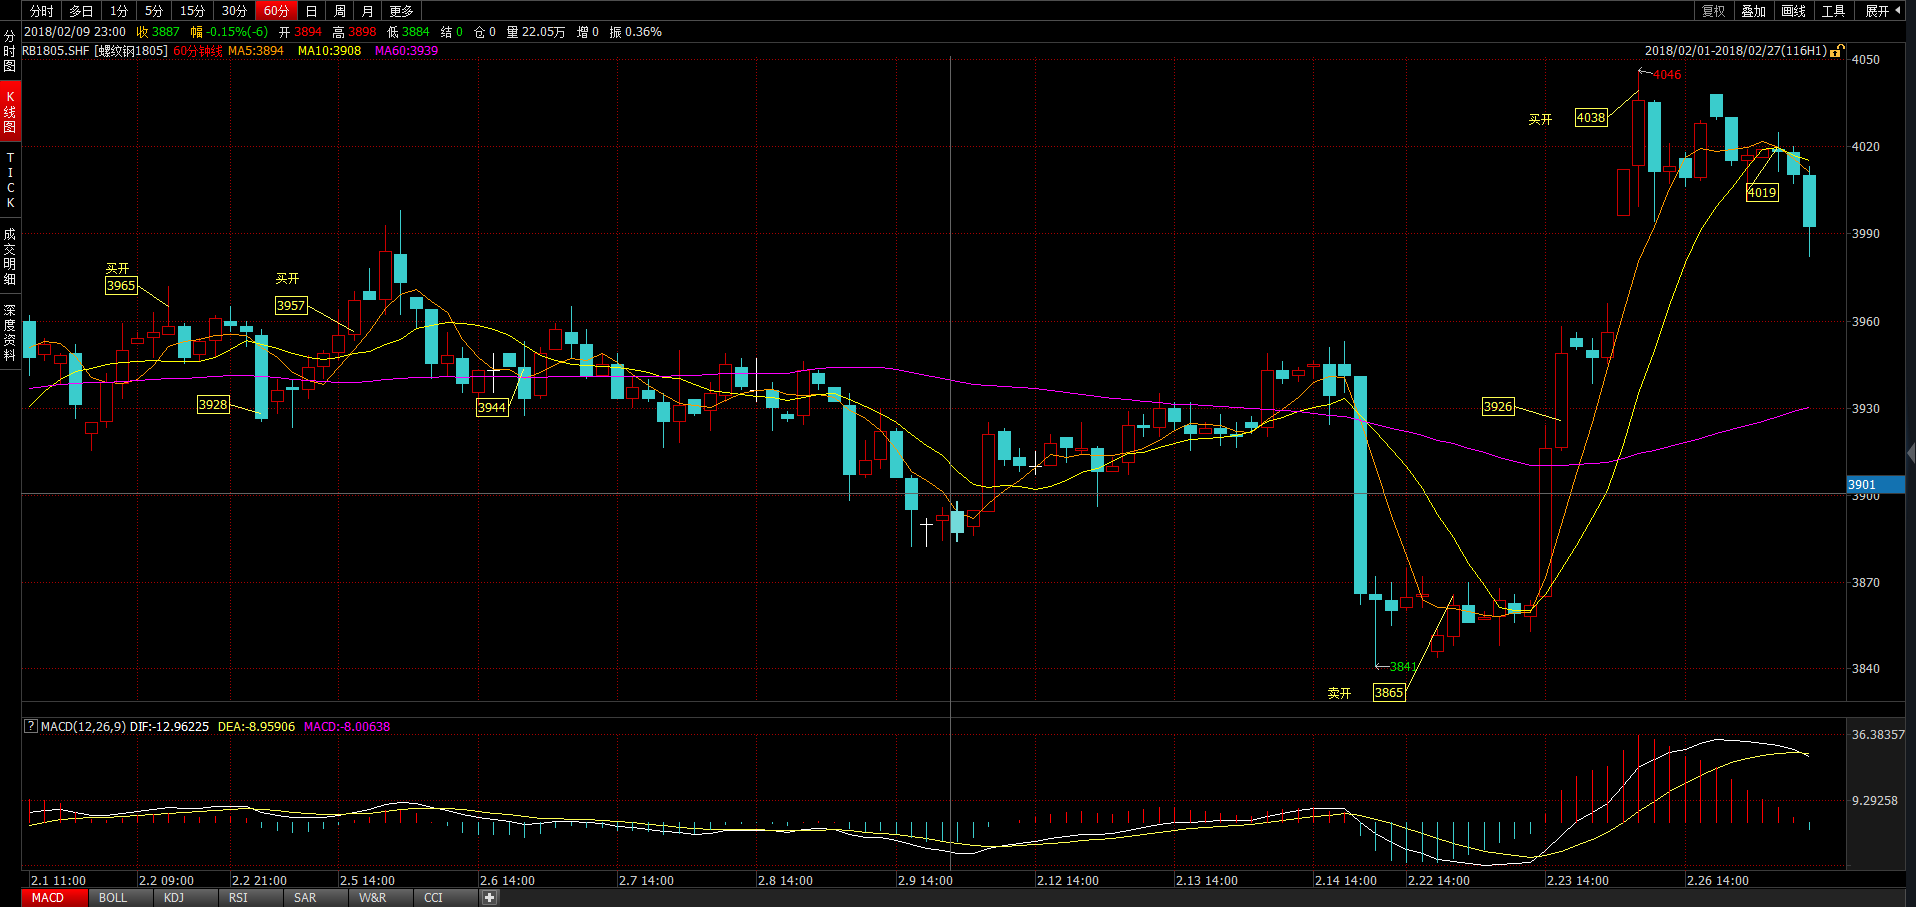 分时 多日 1分 5分 15分 30分 60分 日 周 月 更多 复权 叠加 画线 工具 展开
2018/02/09 23:00 收 3887 幅 -0.15%(-6) 开 3894 高 3898 低 3884 结 0 仓 0 量 22.05万 增 0 振 0.36%
RB1805.SHF [螺纹钢1805] 60分钟线 MA5:3894 MA10:3908 MA60:3939 2018/02/01-2018/02/27(116H1)
分时图
K线图
TICK
成交明细
深度资料
4050
4046
买开 4038
4020
4019
3990
买开
3965
买开
3957
3960
3928
3944
3926
3930
3901
3900
3870
3841
卖开 3865
3840
? MACD(12,26,9) DIF:-12.96225 DEA:-8.95906 MACD:-8.00638
36.38357
9.29258
2.1 11:00 2.2 09:00 2.2 21:00 2.5 14:00 2.6 14:00 2.7 14:00 2.8 14:00 2.9 14:00 2.12 14:00 2.13 14:00 2.14 14:00 2.22 14:00 2.23 14:00 2.26 14:00
MACD BOLL KDJ RSI SAR W&R CCI